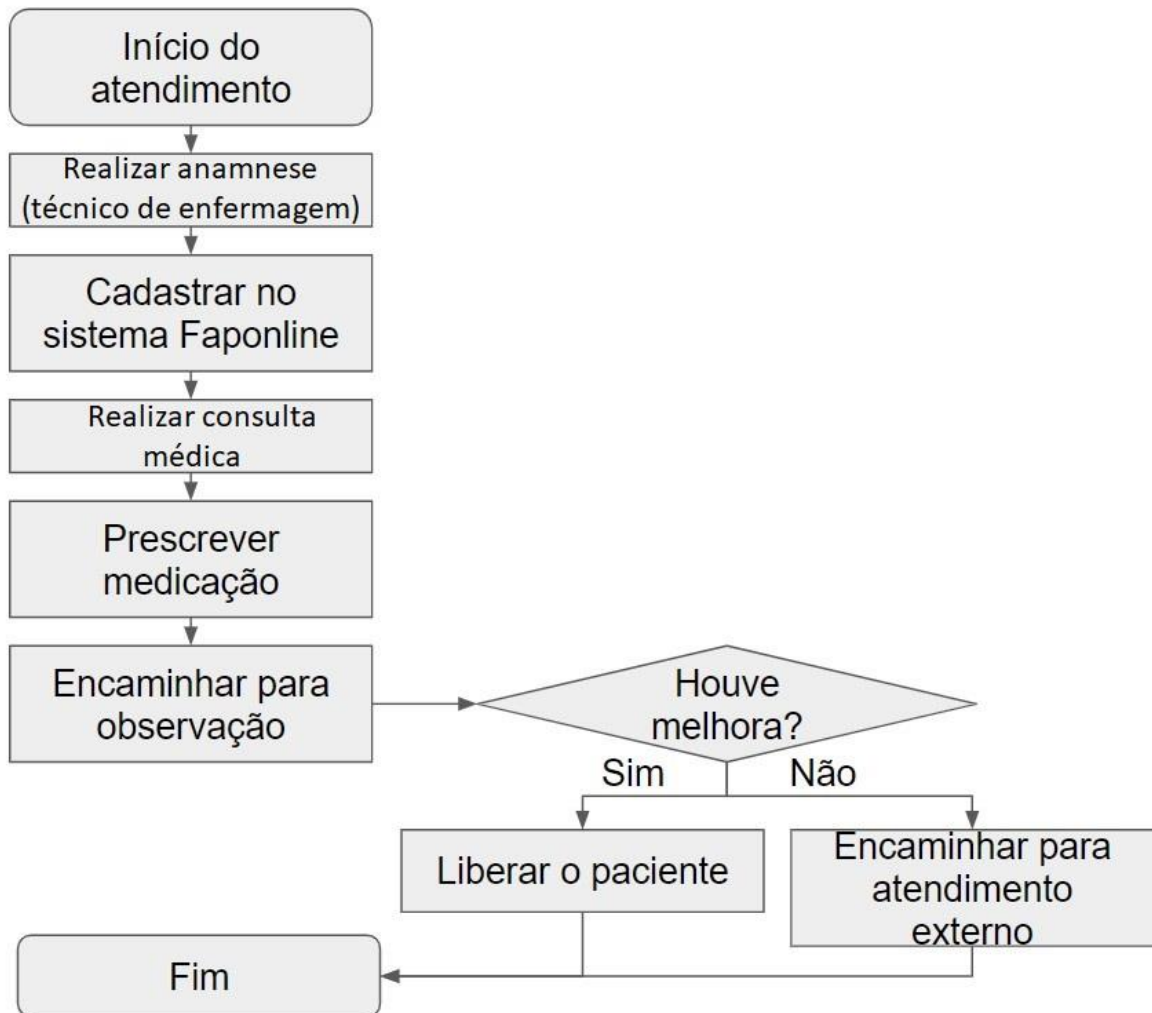 Início do
atendimento
Realizar anamnese
(técnico de enfermagem)
Cadastrar no
sistema Faponline
Realizar consulta
médica
Prescrever
medicação
Encaminhar para
observação
Houve
melhora?
Sim
Não
Liberar o paciente
Encaminhar para
atendimento
externo
Fim